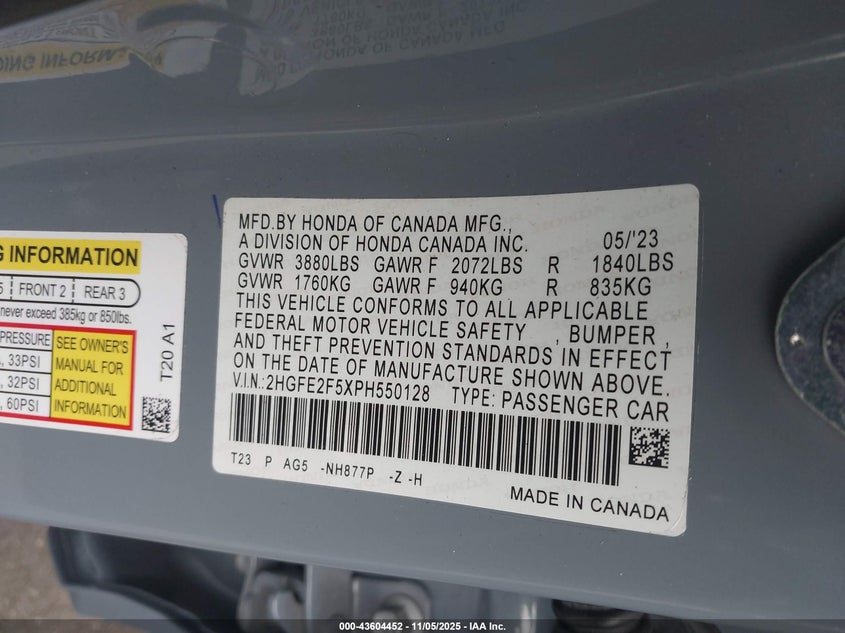 MFD.BY HONDA OF CANADA MFG.,
A DIVISION OF HONDA CANADA INC. 05/'23
GVWR 3880LBS GAWR F 2072LBS R 1840LBS
GVWR 1760KG GAWR F 940KG R 835KG
THIS VEHICLE CONFORMS TO ALL APPLICABLE
FEDERAL MOTOR VEHICLE SAFETY , BUMPER ,
AND THEFT PREVENTION STANDARDS IN EFFECT
ON THE DATE OF MANUFACTURE SHOWN ABOVE.
V.I.N.:2HGFE2F5XPH550128 TYPE: PASSENGER CAR
T23 P AG5 -NH877P -Z -H
MADE IN CANADA
INFORMATION
FRONT 2 REAR 3
never exceed 385kg or 850lbs.
PRESSURE
33PSI
32PSI
60PSI
SEE OWNER'S
MANUAL FOR
ADDITIONAL
INFORMATION
T20 A1
000-43604452 - 11/05/2025 - IAA Inc.